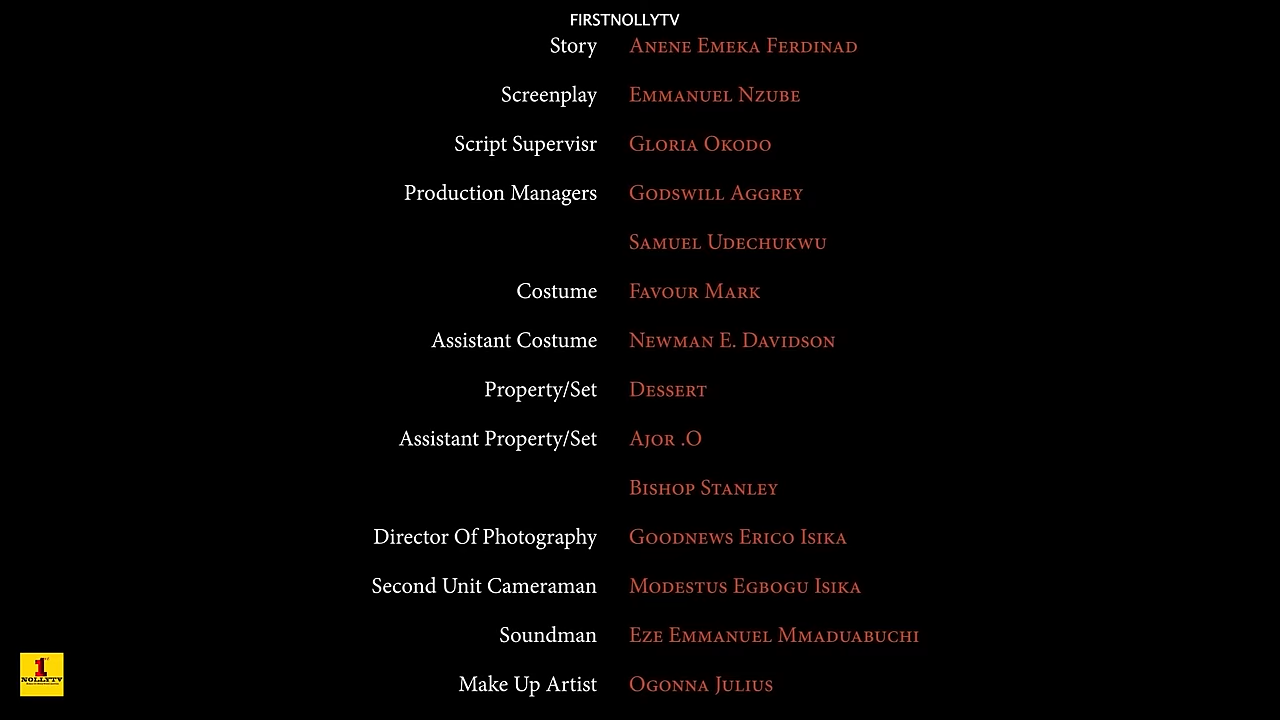 FIRSTNOLLYTV
Story Anene Emeka Ferdinad
Screenplay Emmanuel Nzube
Script Supervisr Gloria Okodo
Production Managers Godswill Aggrey
Samuel Udechukwu
Costume Favour Mark
Assistant Costume Newman E. Davidson
Property/Set Dessert
Assistant Property/Set Ajor .O
Bishop Stanley
Director Of Photography Goodnews Erico Isika
Second Unit Cameraman Modestus Egbogu Isika
Soundman Eze Emmanuel Mmaduabuchi
Make Up Artist Ogonna Julius
1ST
NOLLYTV